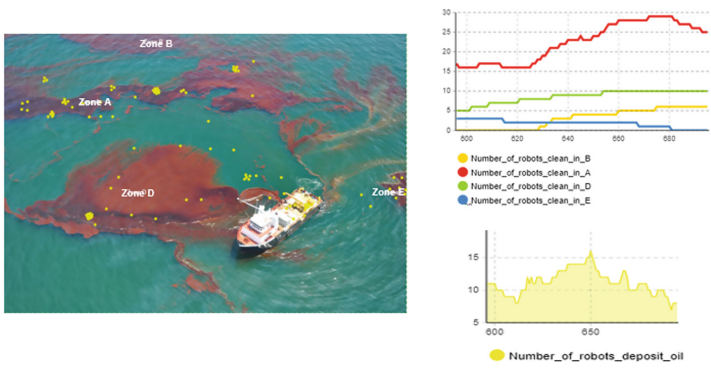 Zone B
Zone A
Zone D
Zone E
30
25
20
15
10
5
0
600 620 640 660 680
Number_of_robots_clean_in_B
Number_of_robots_clean_in_A
Number_of_robots_clean_in_D
Number_of_robots_clean_in_E
15
10
5
600 650
Number_of_robots_deposit_oil